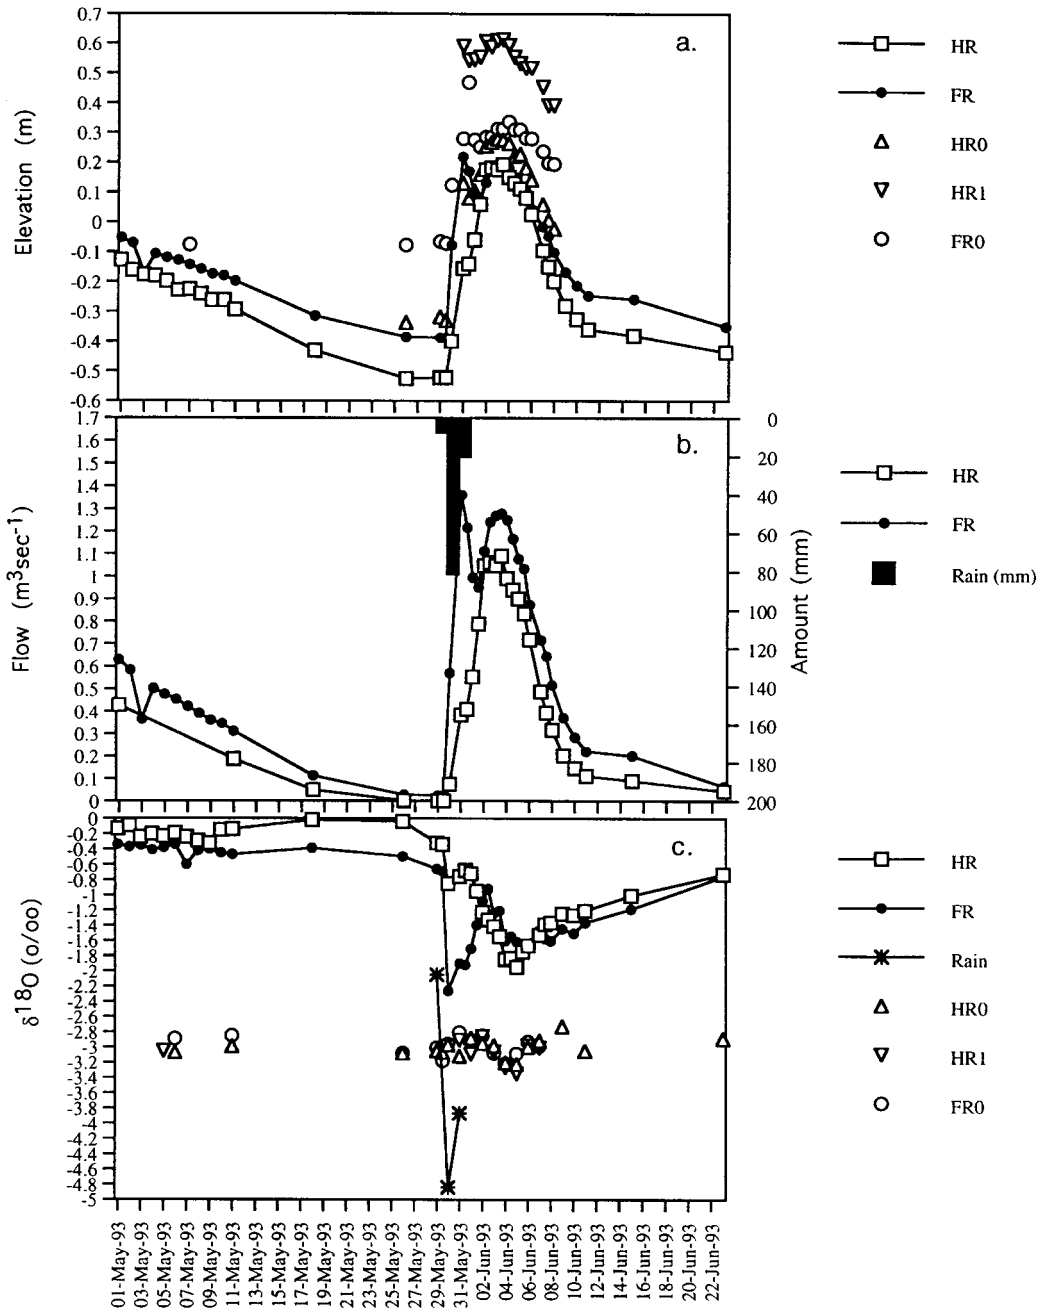 a.
Elevation (m)
0.7
0.6
0.5
0.4
0.3
0.2
0.1
0
-0.1
-0.2
-0.3
-0.4
-0.5
-0.6
HR
FR
HR0
HR1
FR0
b.
Flow (m³sec⁻¹)
1.7
1.6
1.5
1.4
1.3
1.2
1.1
1
0.9
0.8
0.7
0.6
0.5
0.4
0.3
0.2
0.1
0
Amount (mm)
0
20
40
60
80
100
120
140
160
180
200
HR
FR
Rain (mm)
c.
δ¹⁸O (o/oo)
0
-0.2
-0.4
-0.6
-0.8
-1
-1.2
-1.4
-1.6
-1.8
-2
-2.2
-2.4
-2.6
-2.8
-3
-3.2
-3.4
-3.6
-3.8
-4
-4.2
-4.4
-4.6
-4.8
-5
HR
FR
Rain
HR0
HR1
FR0
01-May-93
03-May-93
05-May-93
07-May-93
09-May-93
11-May-93
13-May-93
15-May-93
17-May-93
19-May-93
21-May-93
23-May-93
25-May-93
27-May-93
29-May-93
31-May-93
02-Jun-93
04-Jun-93
06-Jun-93
08-Jun-93
10-Jun-93
12-Jun-93
14-Jun-93
16-Jun-93
18-Jun-93
20-Jun-93
22-Jun-93